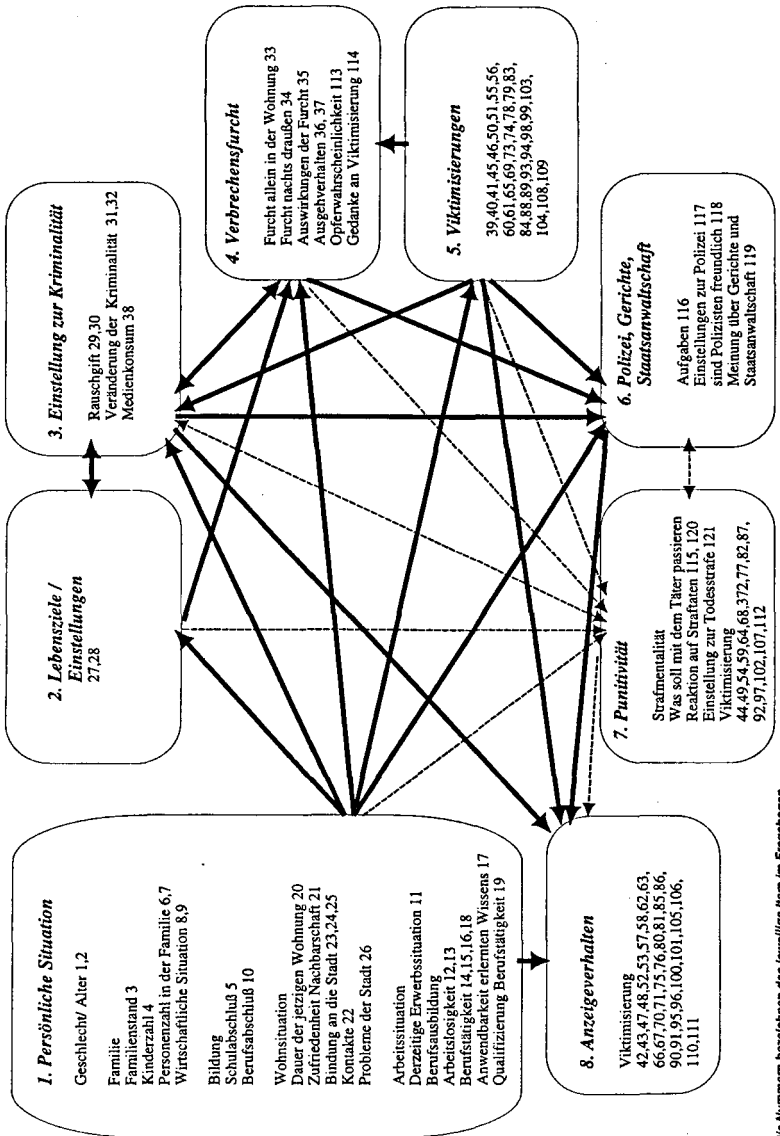 1. Persönliche Situation
Geschlecht/ Alter 1,2
Familie
Familienstand 3
Kinderzahl 4
Personenzahl in der Familie 6,7
Wirtschaftliche Situation 8,9
Bildung
Schulabschluß 5
Berufsabschluß 10
Wohnsituation
Dauer der jetzigen Wohnung 20
Zufriedenheit Nachbarschaft 21
Bindung an die Stadt 23,24,25
Kontakte 22
Probleme der Stadt 26
Arbeitssituation
Derzeitige Erwerbssituation 11
Berufsausbildung
Arbeitslosigkeit 12,13
Berufstätigkeit 14,15,16,18
Anwendbarkeit erlernten Wissens 17
Qualifizierung Berufstätigkeit 19
2. Lebensziele /
Einstellungen
27,28
3. Einstellung zur Kriminalität
Rauschgift 29,30
Veränderung der Kriminalität 31,32
Medienkonsum 38
4. Verbrechensfurcht
Furcht allein in der Wohnung 33
Furcht nachts draußen 34
Auswirkungen der Furcht 35
Ausgehverhalten 36, 37
Opferwahrscheinlichkeit 113
Gedanke an Viktimisierung 114
5. Viktimisierungen
39,40,41,45,46,50,51,55,56,
60,61,65,69,73,74,78,79,83,
84,88,89,93,94,98,99,103,
104,108,109
6. Polizei, Gerichte,
Staatsanwaltschaft
Aufgaben 116
Einstellungen zur Polizei 117
sind Polizisten freundlich 118
Meinung über Gerichte und
Staatsanwaltschaft 119
7. Punitivität
Strafmentalität
Was soll mit dem Täter passieren
Reaktion auf Straftaten 115, 120
Einstellung zur Todesstrafe 121
Viktimisierung
44,49,54,59,64,68,372,77,82,87,
92,97,102,107,112
8. Anzeigeverhalten
Viktimisierung
42,43,47,48,52,53,57,58,62,63,
66,67,70,71,75,76,80,81,85,86,
90,91,95,96,100,101,105,106,
110,111
Nummern bezeichnen die jeweiligen Items im Fragebogen